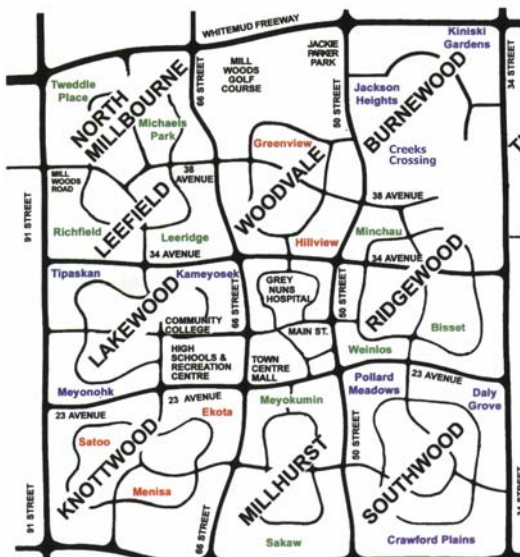 WHITEMUD FREEWAY
Kiniski
Gardens
JACKIE
PARKER
PARK
MILL
WOODS
GOLF
COURSE
66 STREET
50 STREET
34 STREET
Tweddle
Place
NORTH
MILLBOURNE
Michaels
Park
Jackson
Heights
BURNEWOOD
Greenview
Creeks
Crossing
MILL
WOODS
ROAD
38
AVENUE
WOODVALE
38 AVENUE
91 STREET
LEEFIELD
Richfield
Leeridge
Hillview
Minchau
34 AVENUE
34 AVENUE
Tipaskan
Kameyosek
GREY
NUNS
HOSPITAL
RIDGEWOOD
LAKEWOOD
66 STREET
50 STREET
COMMUNITY
COLLEGE
MAIN ST.
Bisset
HIGH
SCHOOLS &
RECREATION
CENTRE
TOWN
CENTRE
MALL
Weinlos
Meyonohk
Pollard
Meadows
23 AVENUE
Daly
Grove
23 AVENUE
23 AVENUE
Ekota
Meyokumin
Satoo
KNOTTWOOD
Menisa
MILLHURST
50 STREET
SOUTHWOOD
91 STREET
66 STREET
Sakaw
Crawford Plains
34 STREET